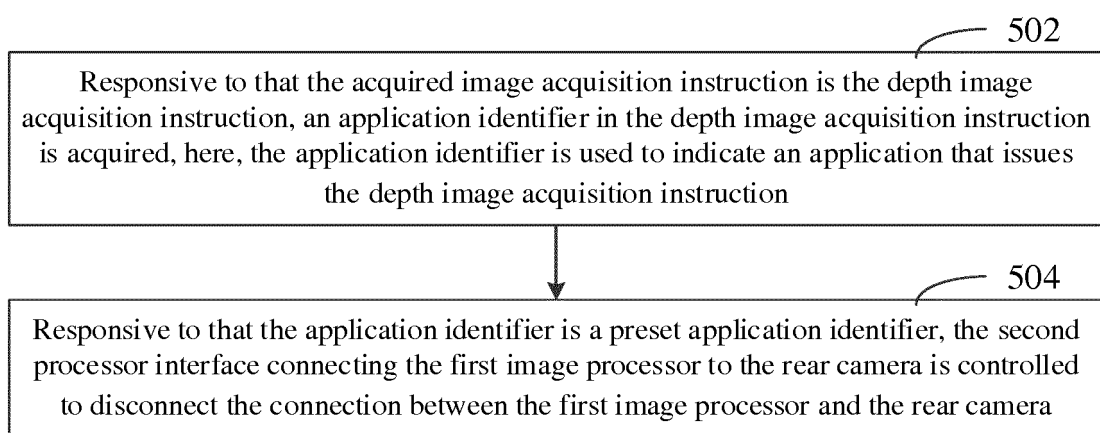 502
Responsive to that the acquired image acquisition instruction is the depth image
acquisition instruction, an application identifier in the depth image acquisition instruction
is acquired, here, the application identifier is used to indicate an application that issues
the depth image acquisition instruction
504
Responsive to that the application identifier is a preset application identifier, the second
processor interface connecting the first image processor to the rear camera is controlled
to disconnect the connection between the first image processor and the rear camera